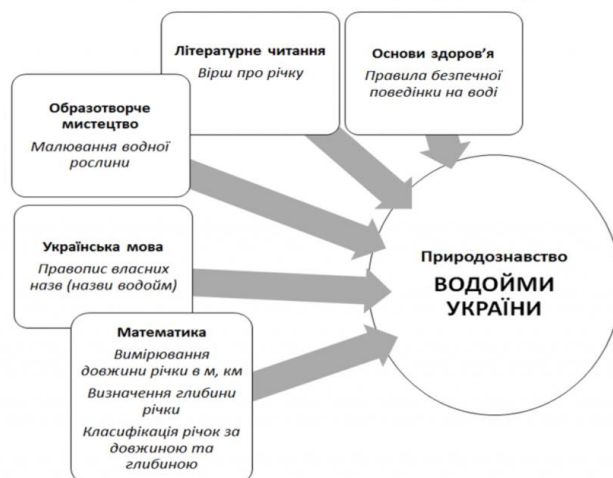 Літературне читання
Вірш про річку
Основи здоров’я
Правила безпечної
поведінки на воді
Образотворче
мистецтво
Малювання водної
рослини
Українська мова
Правопис власних
назв (назви водойм)
Математика
Вимірювання
довжини річки в м, км
Визначення глибини
річки
Класифікація річок за
довжиною та
глибиною
Природознавство
ВОДОЙМИ
УКРАЇНИ